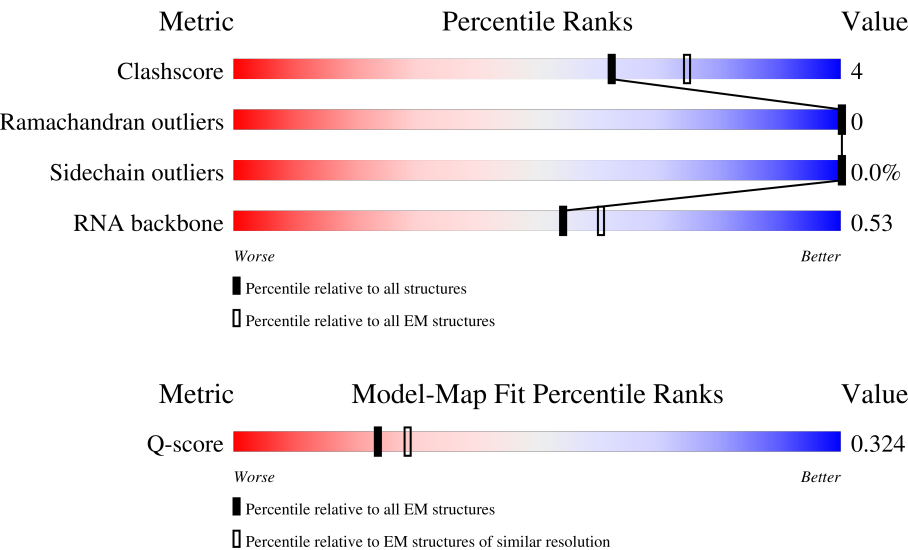 Metric Percentile Ranks Value
Clashscore 4
Ramachandran outliers 0
Sidechain outliers 0.0%
RNA backbone 0.53
Worse Better
Percentile relative to all structures
Percentile relative to all EM structures
Metric Model-Map Fit Percentile Ranks Value
Q-score 0.324
Worse Better
Percentile relative to all EM structures
Percentile relative to EM structures of similar resolution